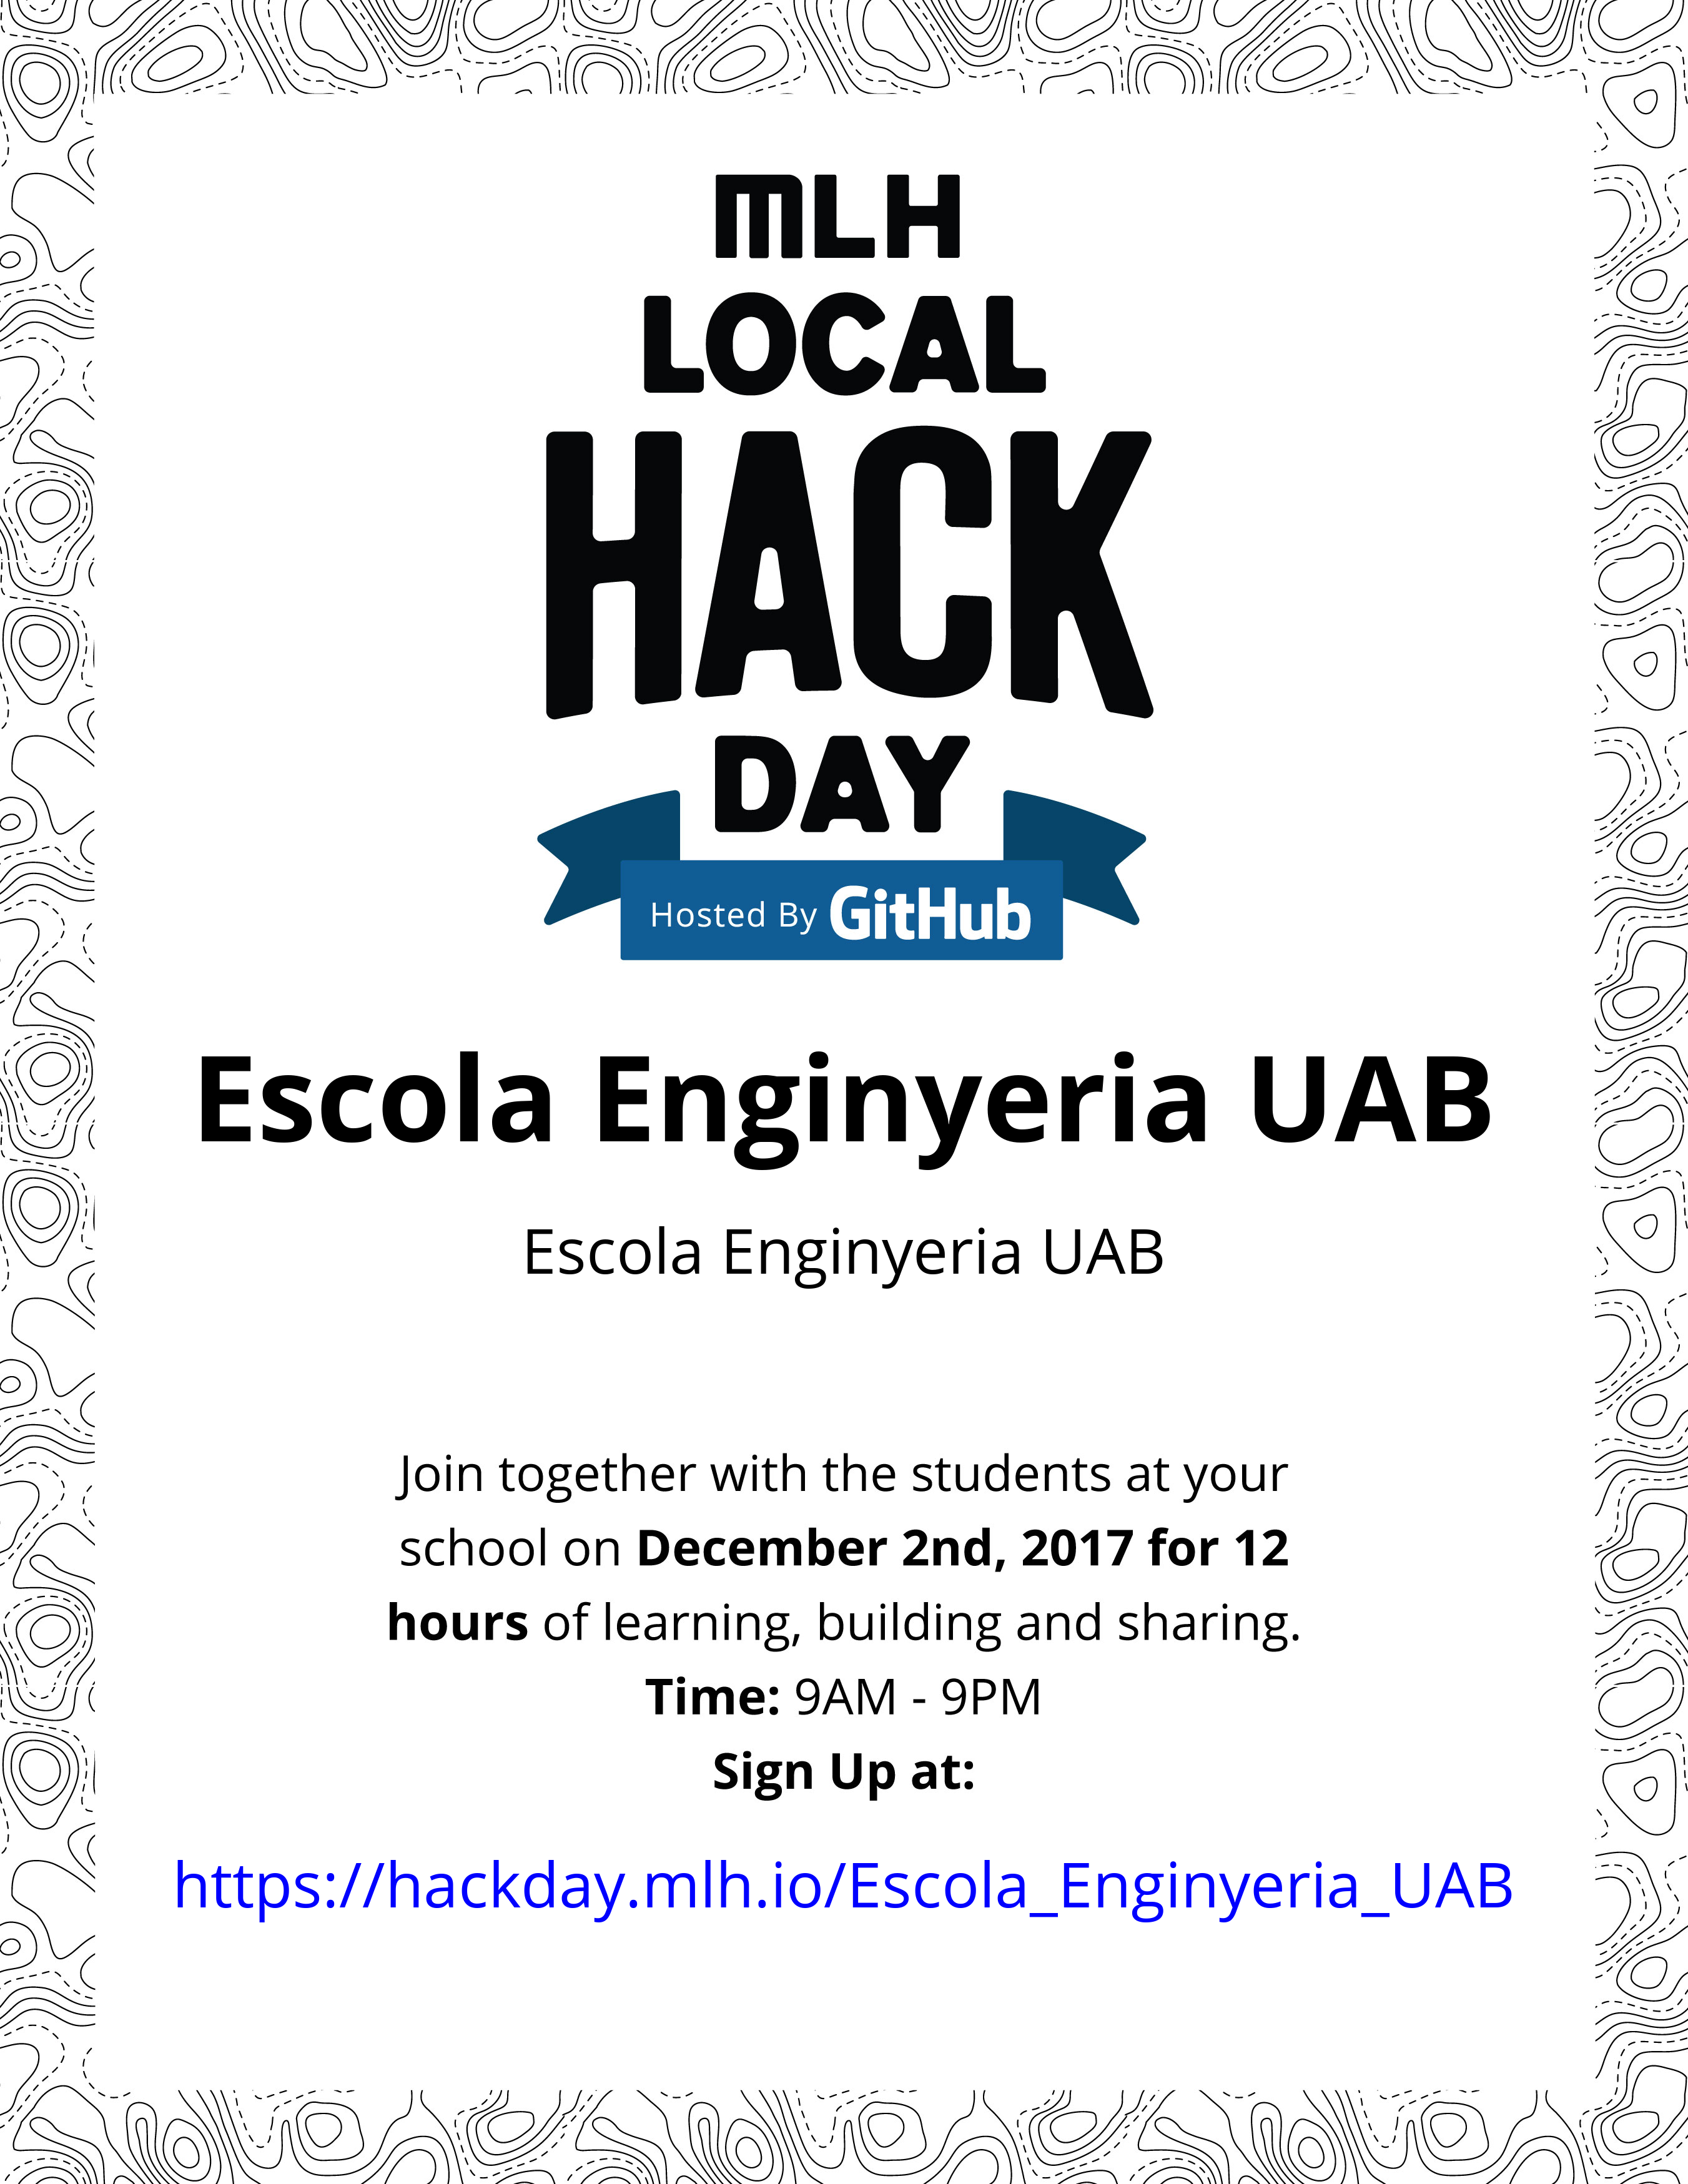 MLH
LOCAL
HACK
DAY
Hosted By GitHub
Escola Enginyeria UAB
Escola Enginyeria UAB
Join together with the students at your
school on December 2nd, 2017 for 12
hours of learning, building and sharing.
Time: 9AM - 9PM
Sign Up at:
https://hackday.mlh.io/Escola_Enginyeria_UAB